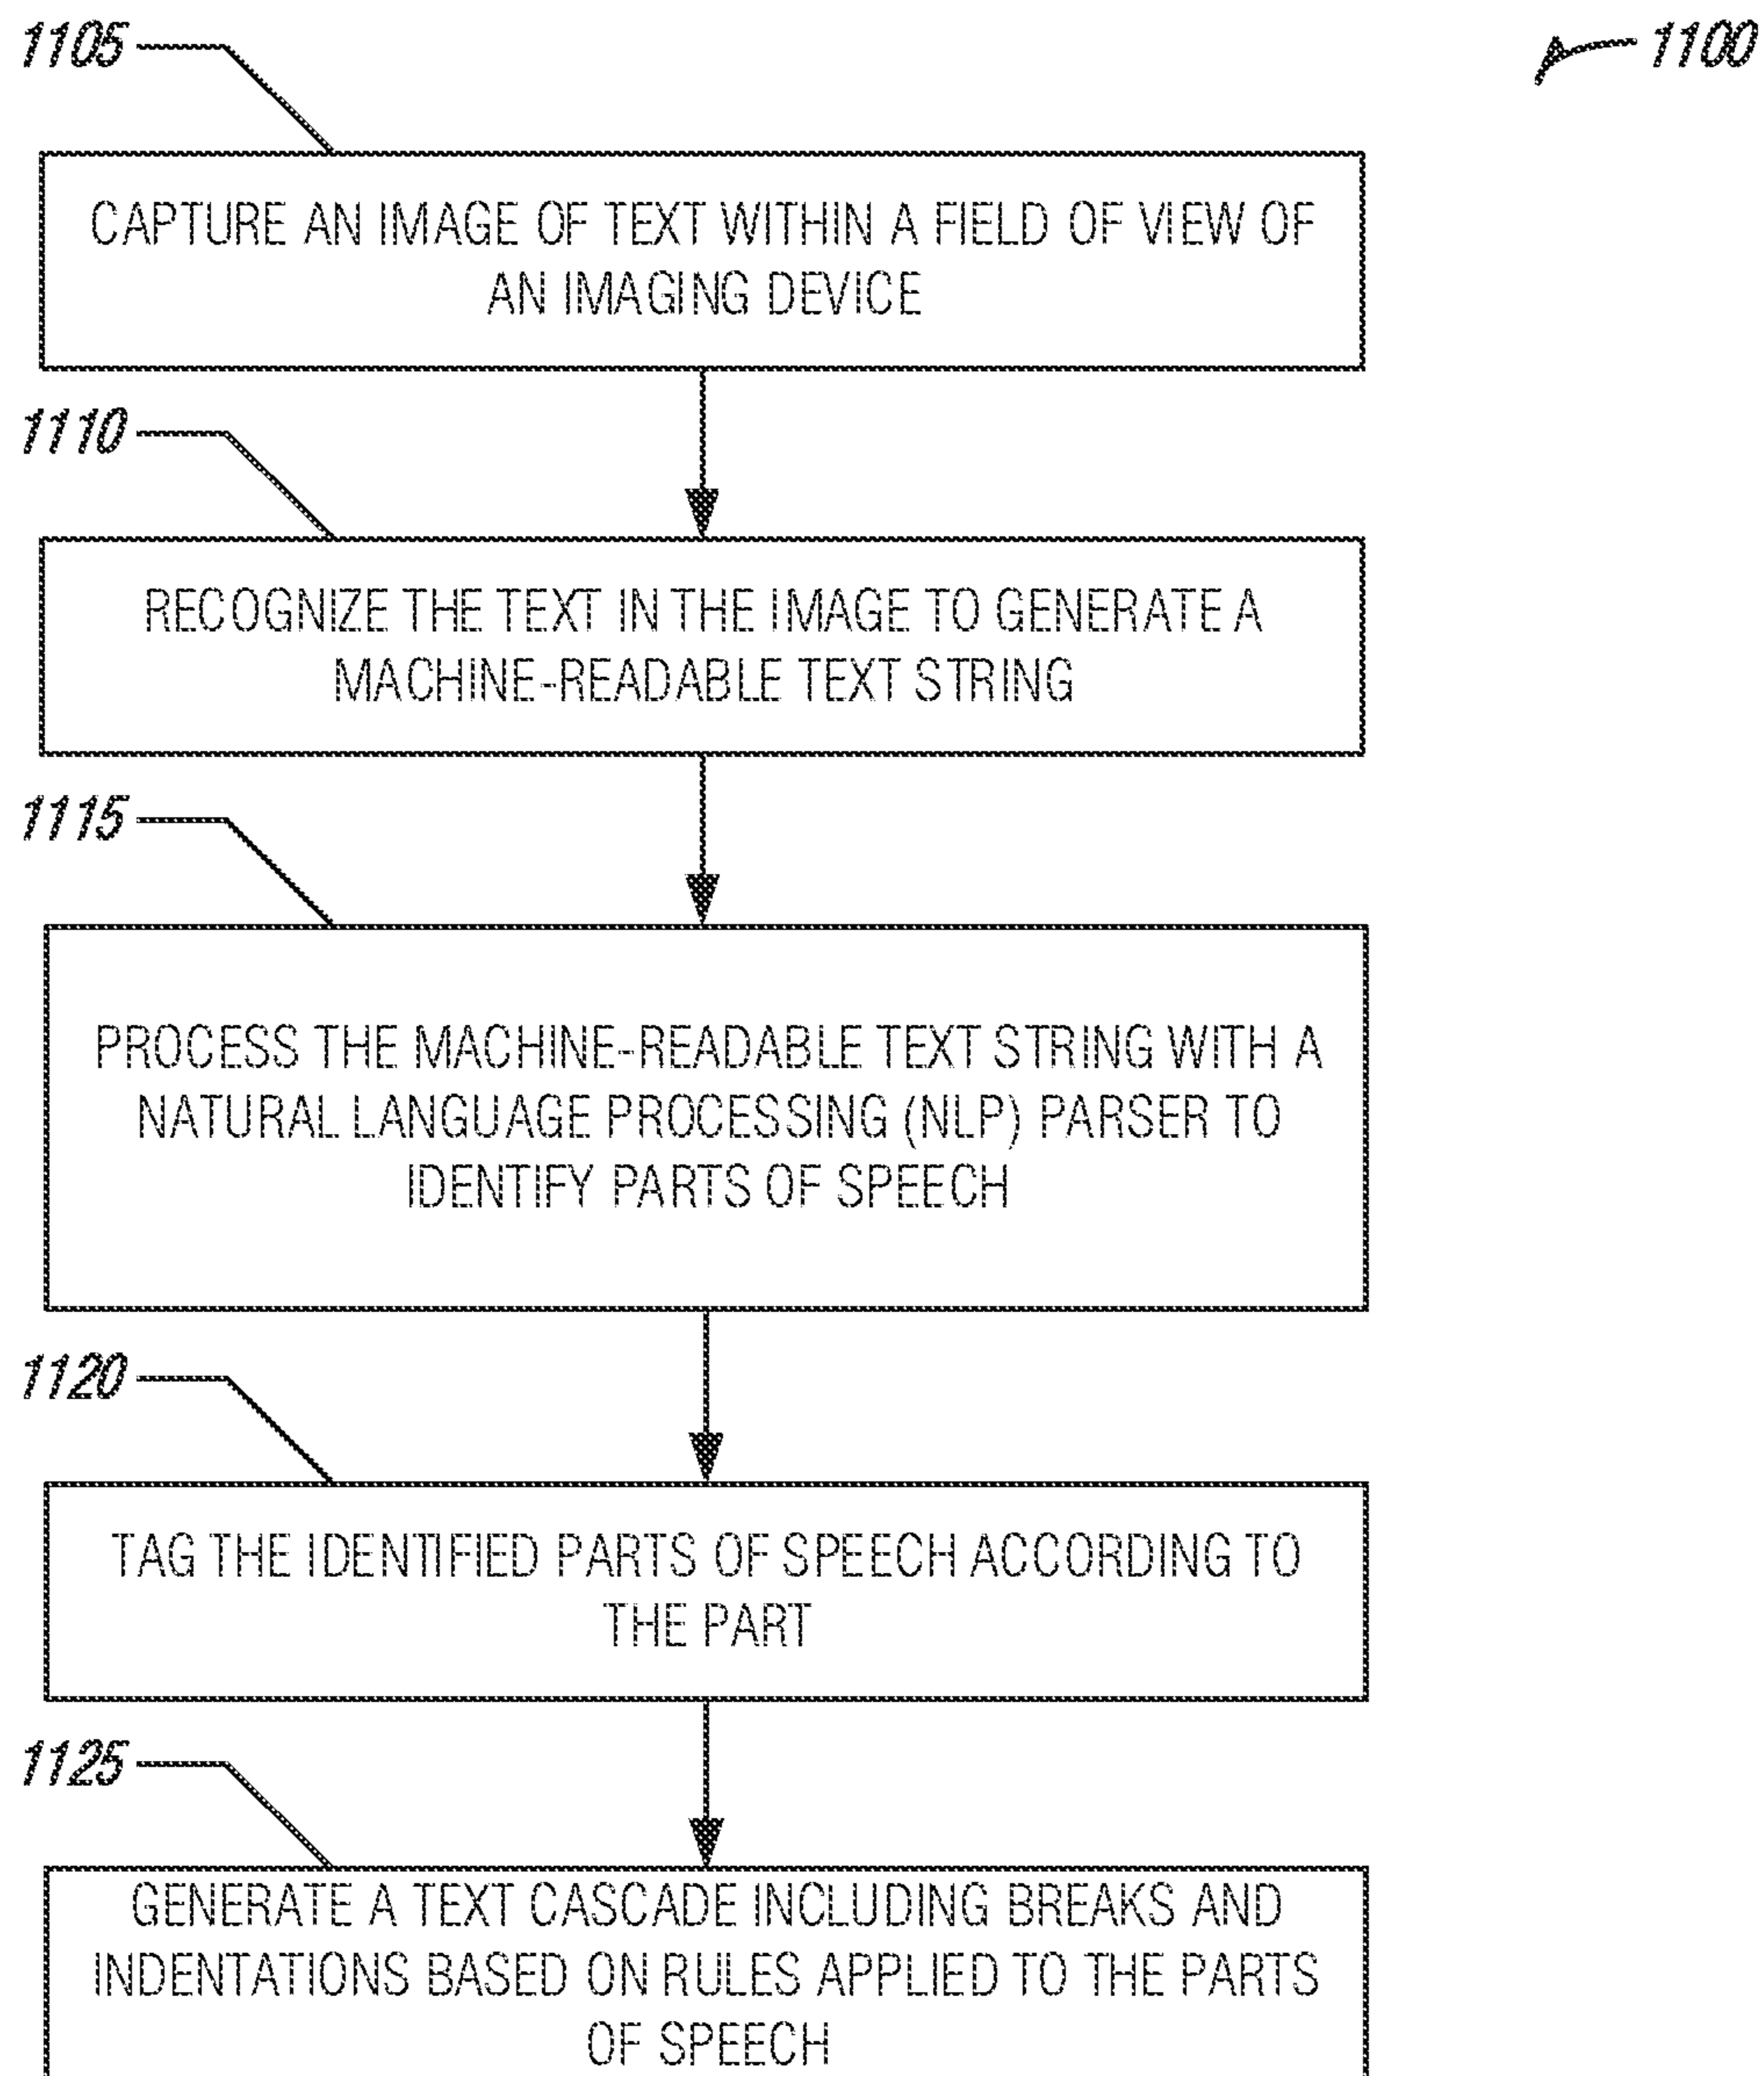 1105
1100
CAPTURE AN IMAGE OF TEXT WITHIN A FIELD OF VIEW OF
AN IMAGING DEVICE
1110
RECOGNIZE THE TEXT IN THE IMAGE TO GENERATE A
MACHINE-READABLE TEXT STRING
1115
PROCESS THE MACHINE-READABLE TEXT STRING WITH A
NATURAL LANGUAGE PROCESSING (NLP) PARSER TO
IDENTIFY PARTS OF SPEECH
1120
TAG THE IDENTIFIED PARTS OF SPEECH ACCORDING TO
THE PART
1125
GENERATE A TEXT CASCADE INCLUDING BREAKS AND
INDENTATIONS BASED ON RULES APPLIED TO THE PARTS
OF SPEECH